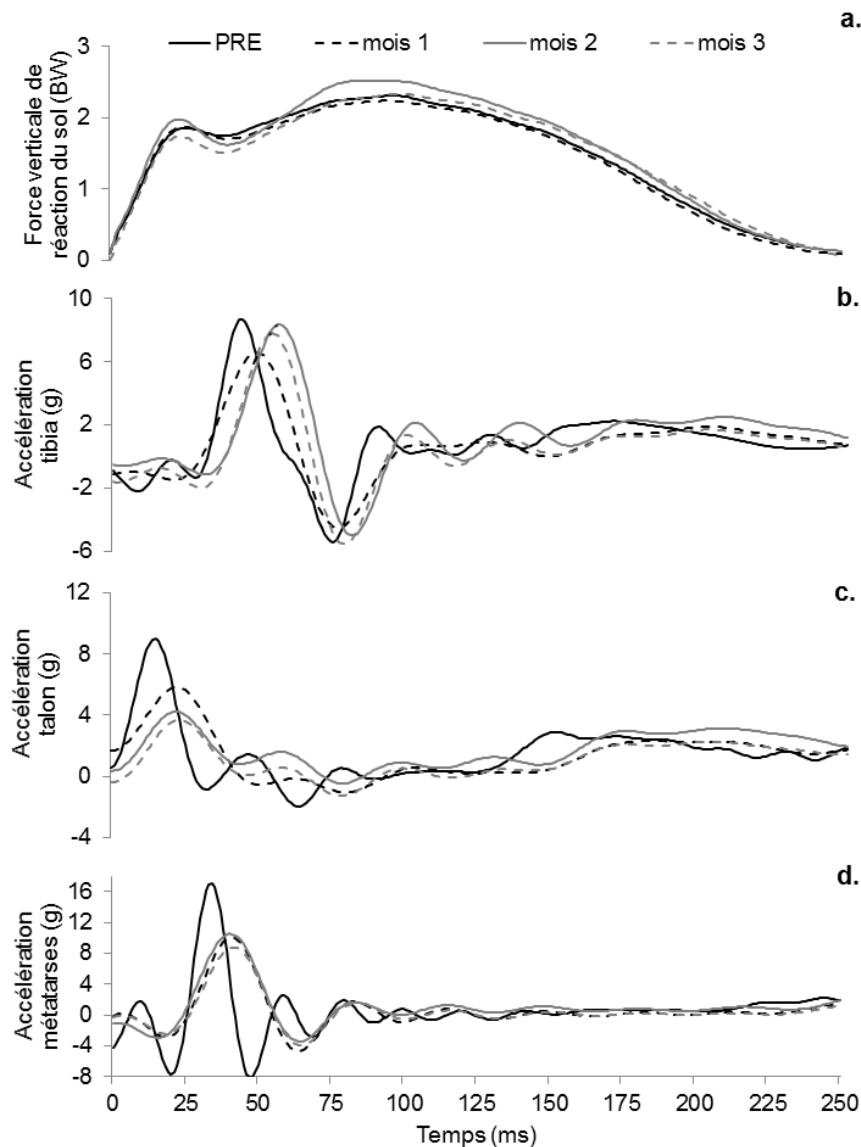 a.
PRE mois 1 mois 2 mois 3
Force verticale de
réaction du sol (BW)
3
2
1
0
b.
Accélération
tibia (g)
10
6
2
-2
-6
c.
Accélération
talon (g)
12
8
4
0
-4
d.
Accélération
métatarses (g)
16
12
8
4
0
-4
-8
0 25 50 75 100 125 150 175 200 225 250
Temps (ms)